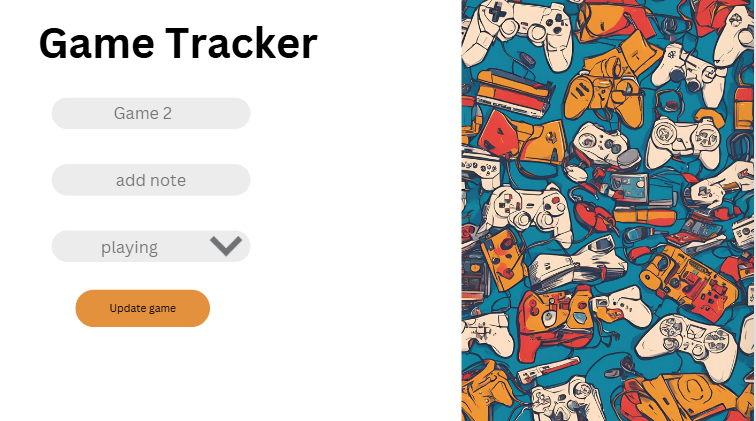 Game Tracker
Game 2
add note
playing
Update game